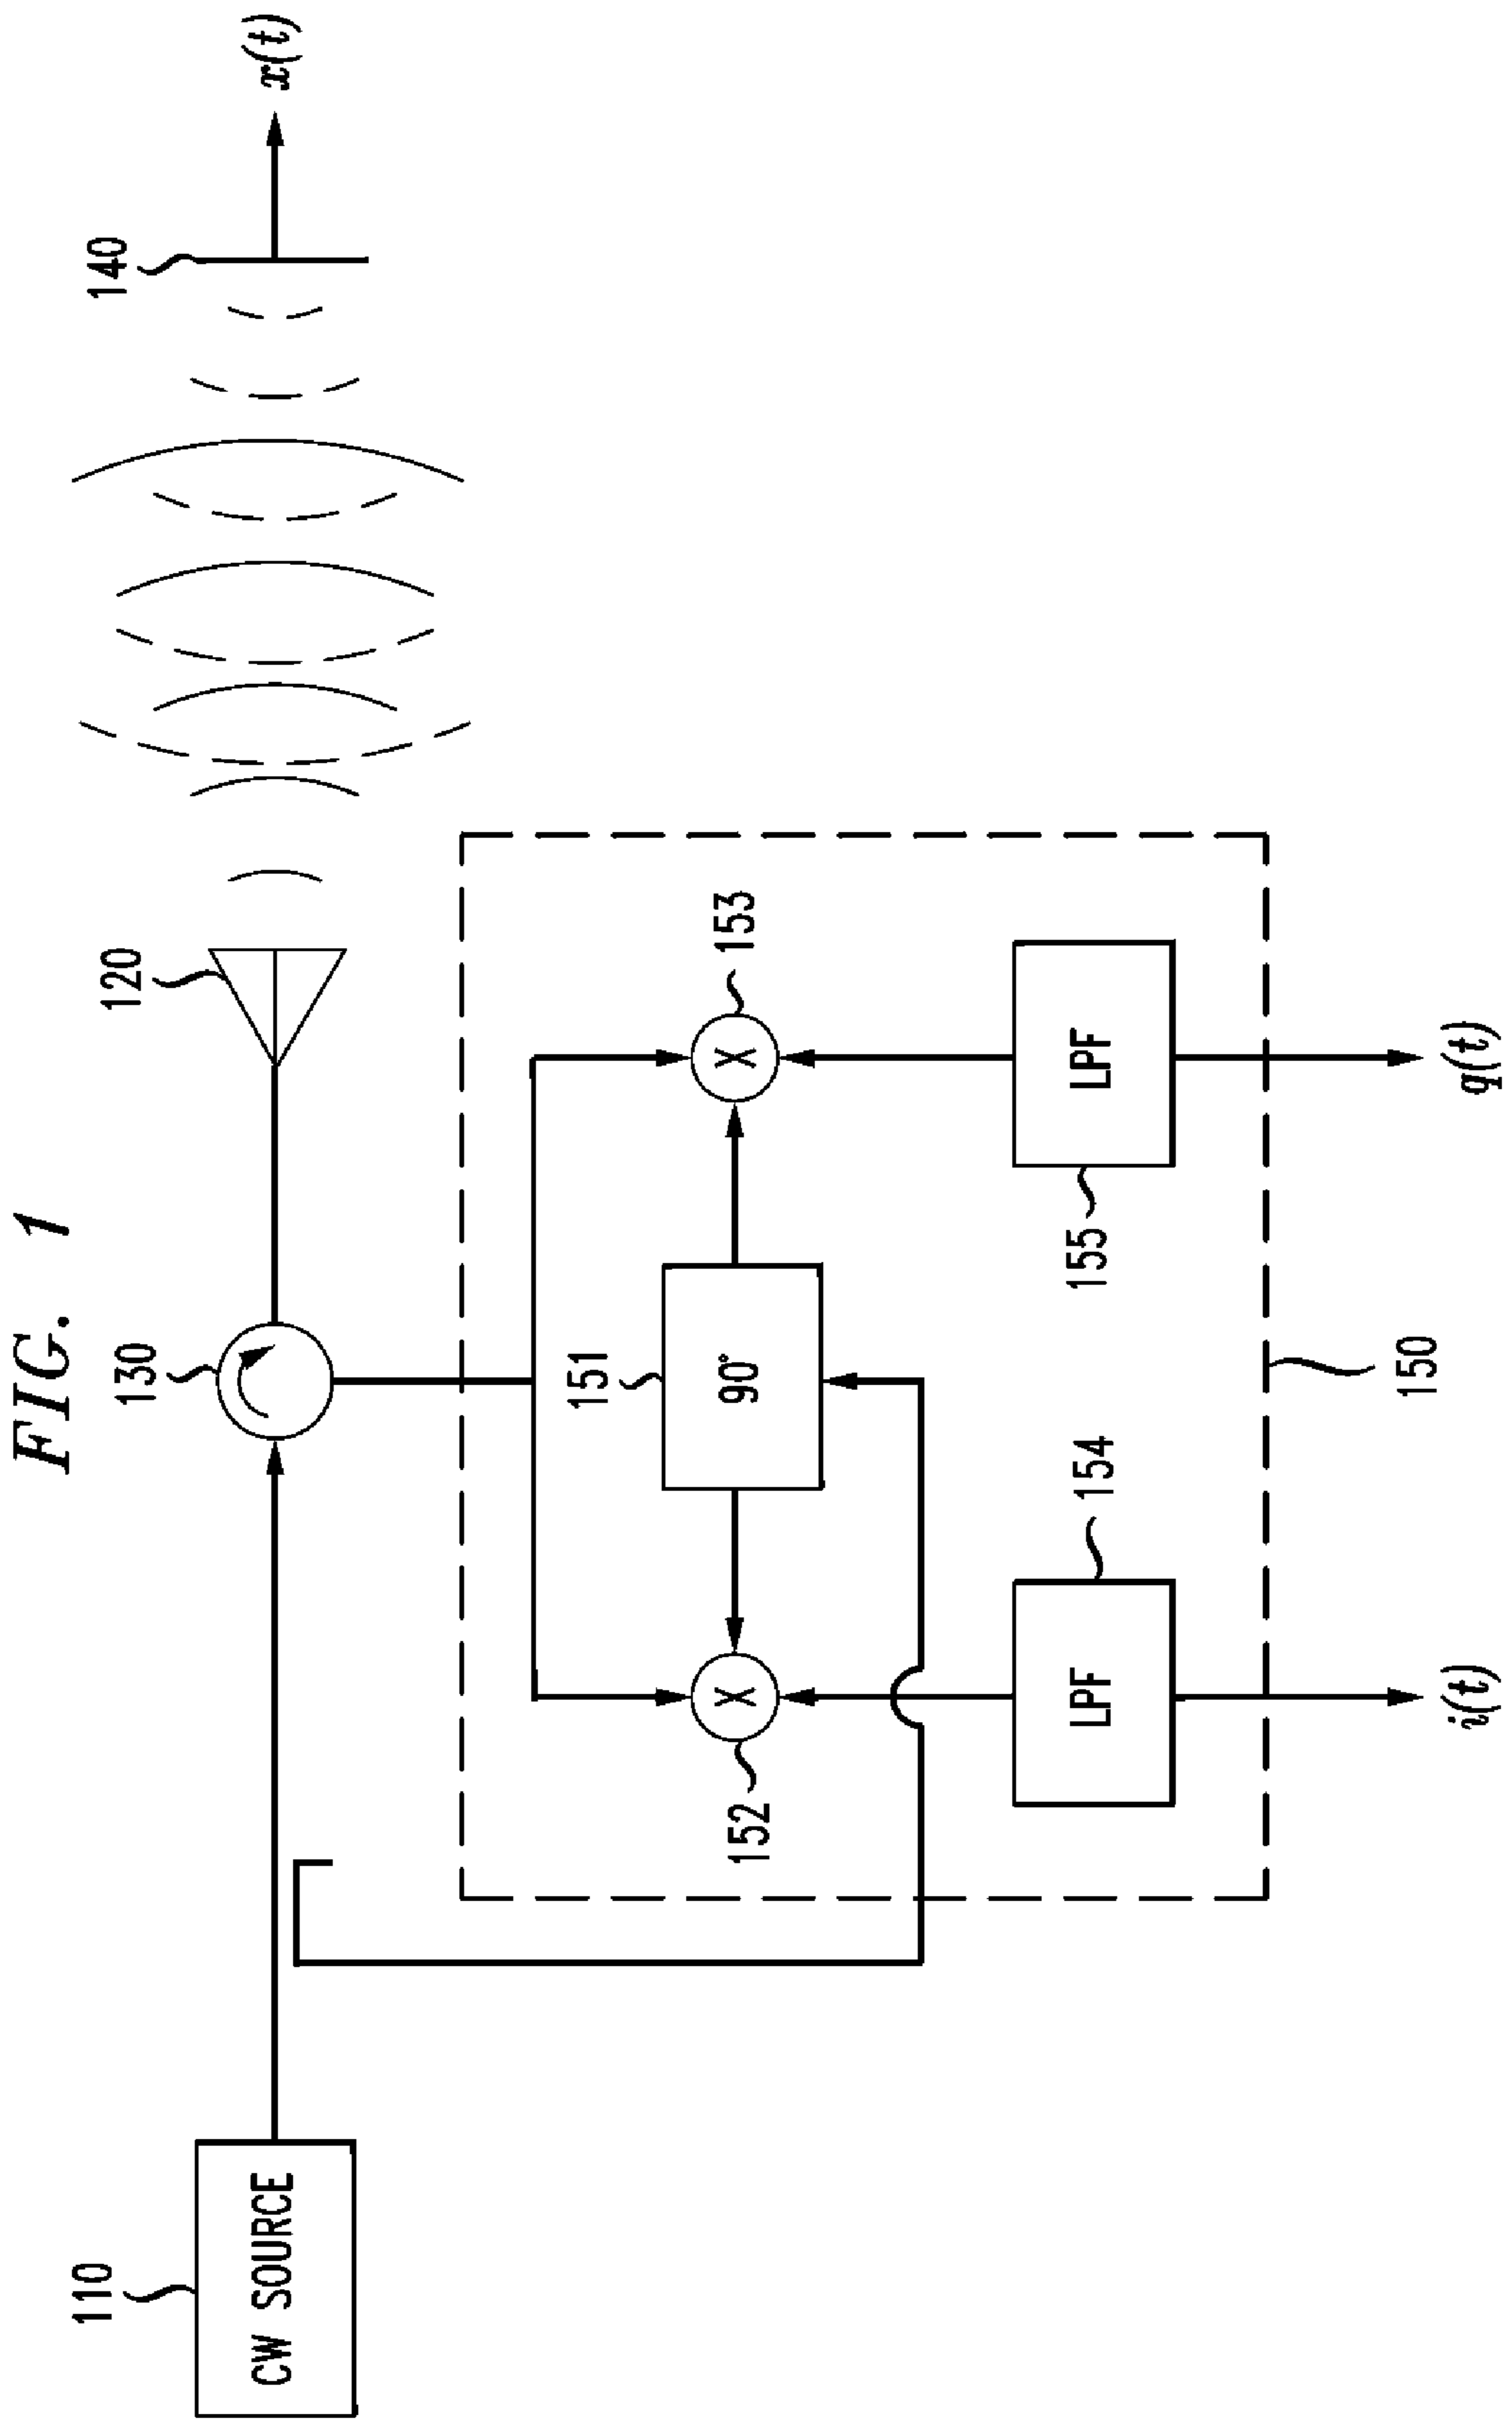 FIG. 1
110
CW SOURCE
130
120
140
x(t)
151
90°
152
X
153
X
154
LPF
155
LPF
150
i(t)
q(t)